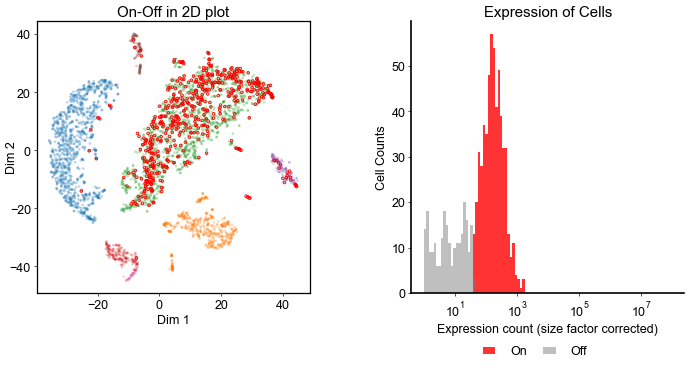 On-Off in 2D plot
40
20
0
−20
−40
Dim 2
−20 0 20 40
Dim 1
Expression of Cells
50
40
30
20
10
0
Cell Counts
10^1 10^3 10^5 10^7
Expression count (size factor corrected)
On Off